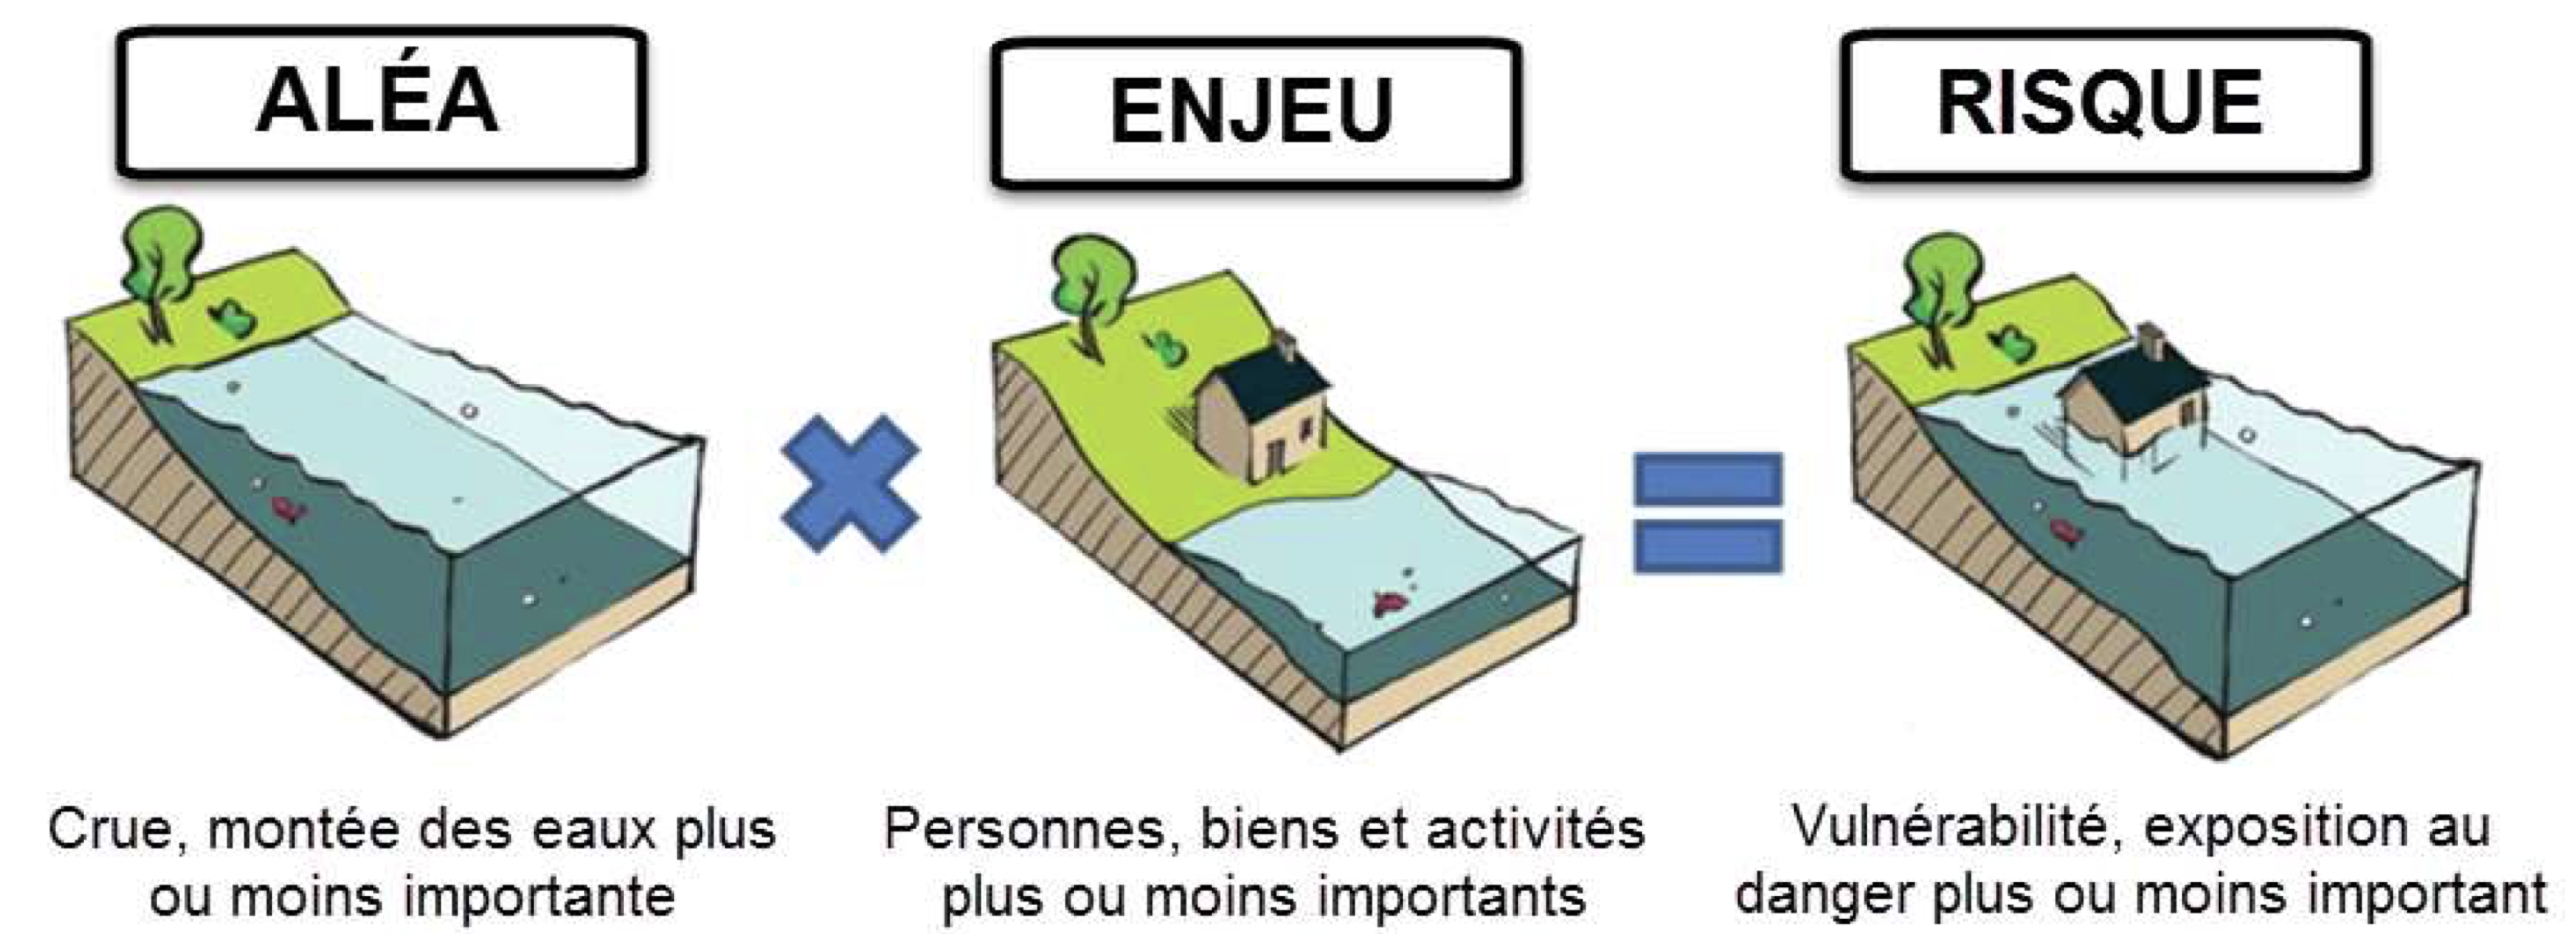 ALÉA
ENJEU
RISQUE
Crue, montée des eaux plus
ou moins importante
Personnes, biens et activités
plus ou moins importants
Vulnérabilité, exposition au
danger plus ou moins important